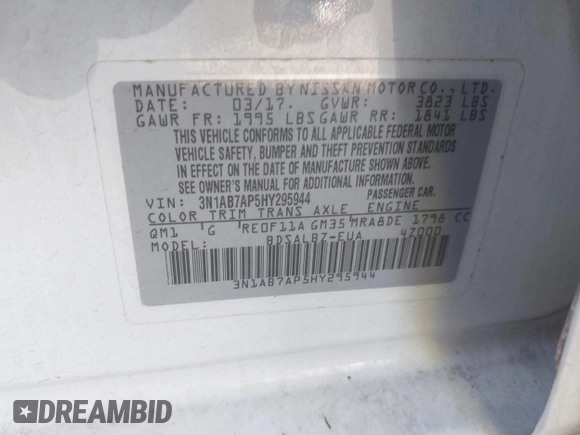 MANUFACTURED BY NISSAN MOTOR CO., LTD.
DATE: 03/17. GVWR: 3823 LBS
GAWR FR: 1995 LBS GAWR RR: 1841 LBS
THIS VEHICLE CONFORMS TO ALL APPLICABLE FEDERAL MOTOR
VEHICLE SAFETY, BUMPER AND THEFT PREVENTION STANDARDS
IN EFFECT ON THE DATE OF MANUFACTURE SHOWN ABOVE.
SEE OWNER'S MANUAL FOR ADDITIONAL INFORMATION.
VIN: 3N1AB7AP5HY295944 PASSENGER CAR.
COLOR TRIM TRANS AXLE ENGINE
QM1 G RE0F11A GM35 MRA8DE 1798 CC
MODEL: BDSALBZ-EUA 42000
3N1AB7AP5HY295944
DREAMBID